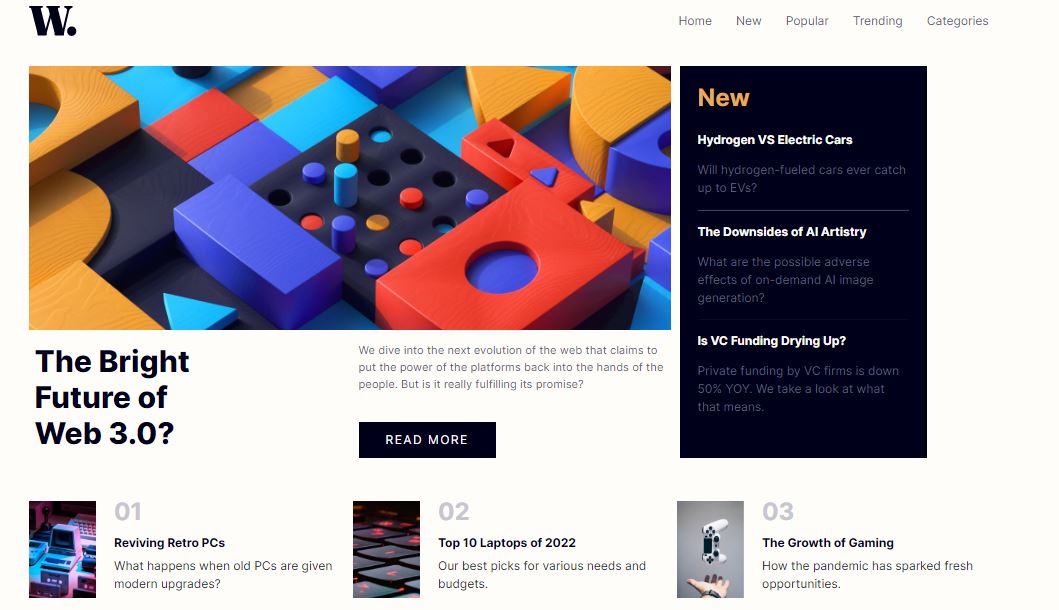 W.
Home New Popular Trending Categories
New
Hydrogen VS Electric Cars
Will hydrogen-fueled cars ever catch
up to EVs?
The Downsides of AI Artistry
What are the possible adverse
effects of on-demand AI image
generation?
Is VC Funding Drying Up?
Private funding by VC firms is down
50% YOY. We take a look at what
that means.
The Bright
Future of
Web 3.0?
We dive into the next evolution of the web that claims to
put the power of the platforms back into the hands of the
people. But is it really fulfilling its promise?
READ MORE
01
Reviving Retro PCs
What happens when old PCs are given
modern upgrades?
02
Top 10 Laptops of 2022
Our best picks for various needs and
budgets.
03
The Growth of Gaming
How the pandemic has sparked fresh
opportunities.